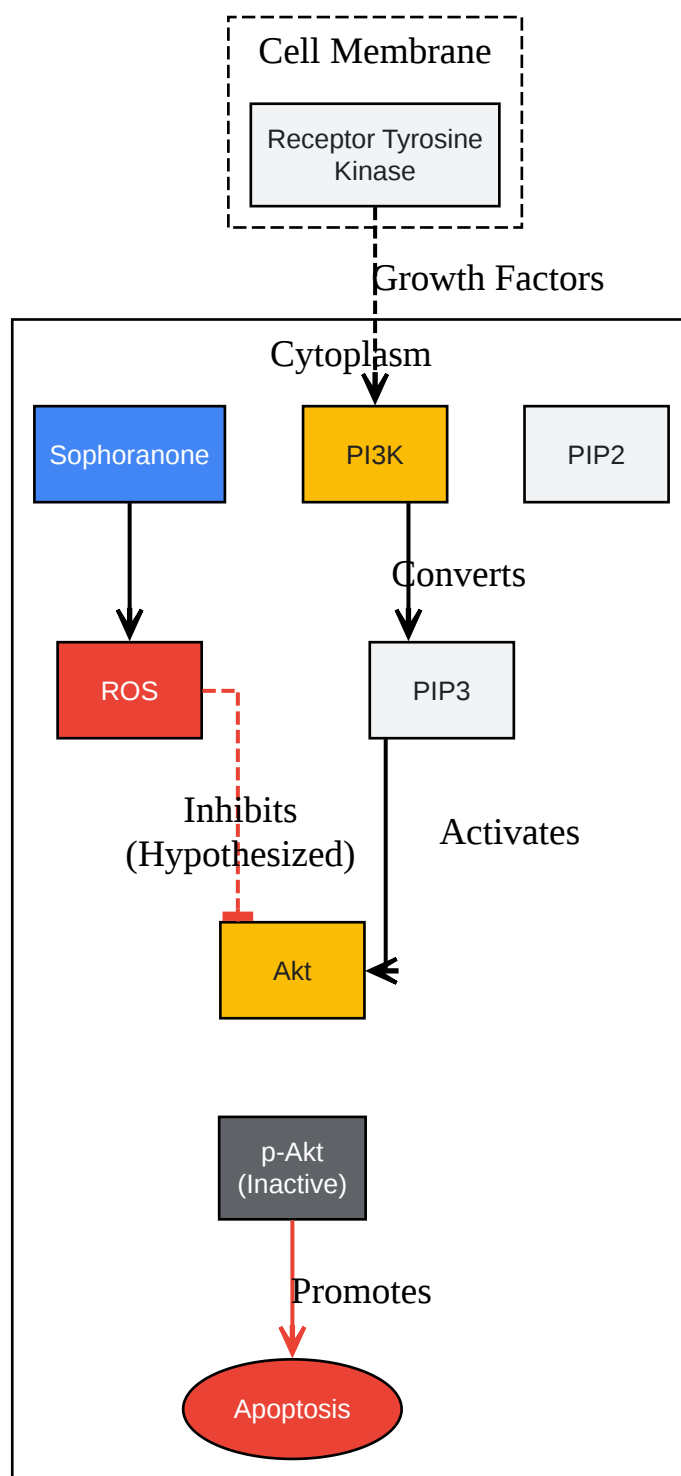 Cell Membrane
Receptor Tyrosine
Kinase
Growth Factors
Cytoplasm
Sophoranone
PI3K
PIP2
Converts
ROS
PIP3
Inhibits
(Hypothesized)
Activates
Akt
p-Akt
(Inactive)
Promotes
Apoptosis